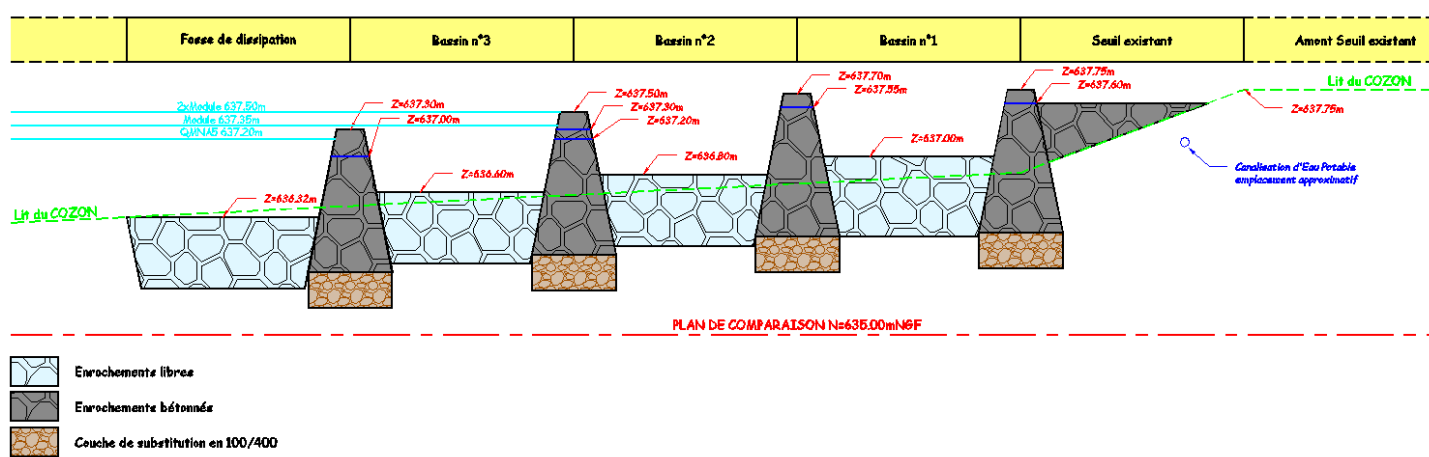 Fosse de dissipation
Bassin n°3
Bassin n°2
Bassin n°1
Seuil existant
Amont Seuil existant
Z=637.70m
Z=637.75m
Lit du COZON
Z=637.50m
Z=637.55m
Z=637.60m
2xModule 637.50m
Z=637.30m
Z=637.30m
Z=637.75m
Module 637.35m
Z=637.00m
Z=637.20m
QMNA5 637.20m
Z=637.00m
Z=636.80m
Canalisation d'Eau Potable
emplacement approximatif
Z=636.60m
Z=636.32m
Lit du COZON
PLAN DE COMPARAISON N=635.00mNGF
Enrochements libres
Enrochements bétonnés
Couche de substitution en 100/400